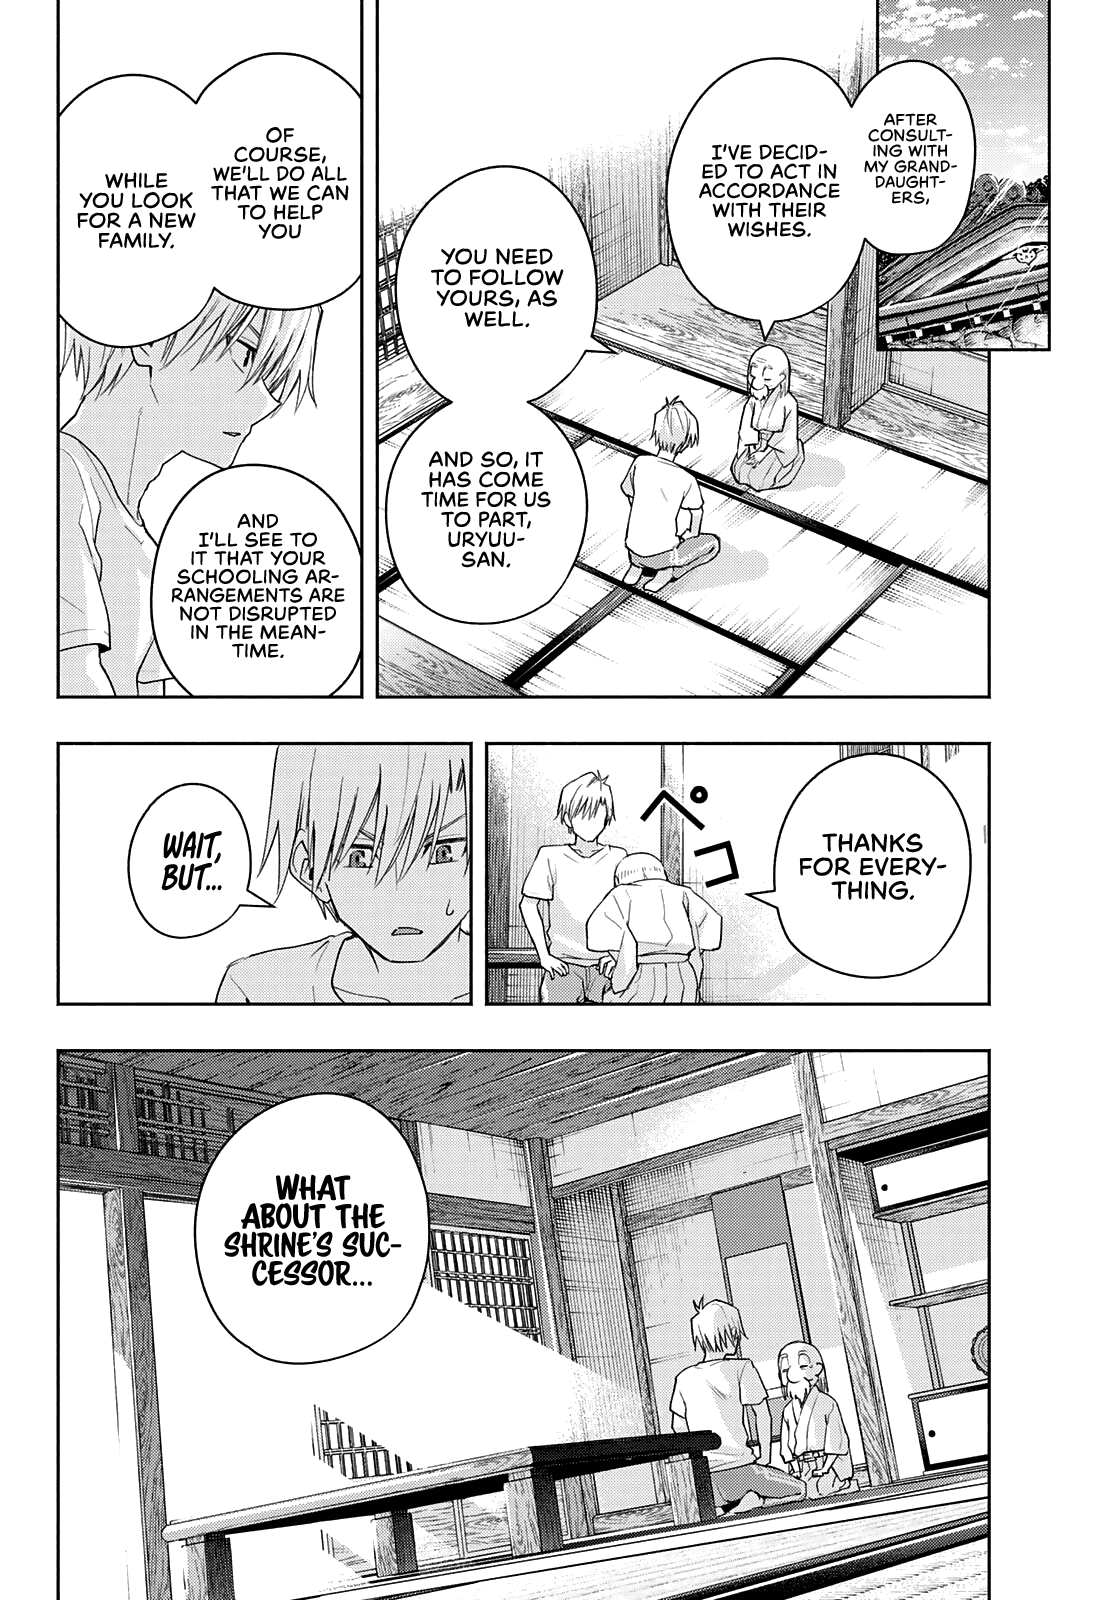 AFTER
CONSULT-
ING WITH
MY GRAND-
DAUGHT-
ERS,
I'VE DECID-
ED TO ACT IN
ACCORDANCE
WITH THEIR
WISHES.
YOU NEED
TO FOLLOW
YOURS, AS
WELL.
AND SO, IT
HAS COME
TIME FOR US
TO PART,
URYUU-
SAN.
OF
COURSE,
WE'LL DO ALL
THAT WE CAN
TO HELP
YOU
WHILE
YOU LOOK
FOR A NEW
FAMILY.
AND
I'LL SEE TO
IT THAT YOUR
SCHOOLING AR-
RANGEMENTS ARE
NOT DISRUPTED
IN THE MEAN-
TIME.
THANKS
FOR EVERY-
THING.
ペコ
WAIT,
BUT...
WHAT
ABOUT THE
SHRINE'S SUC-
CESSOR...